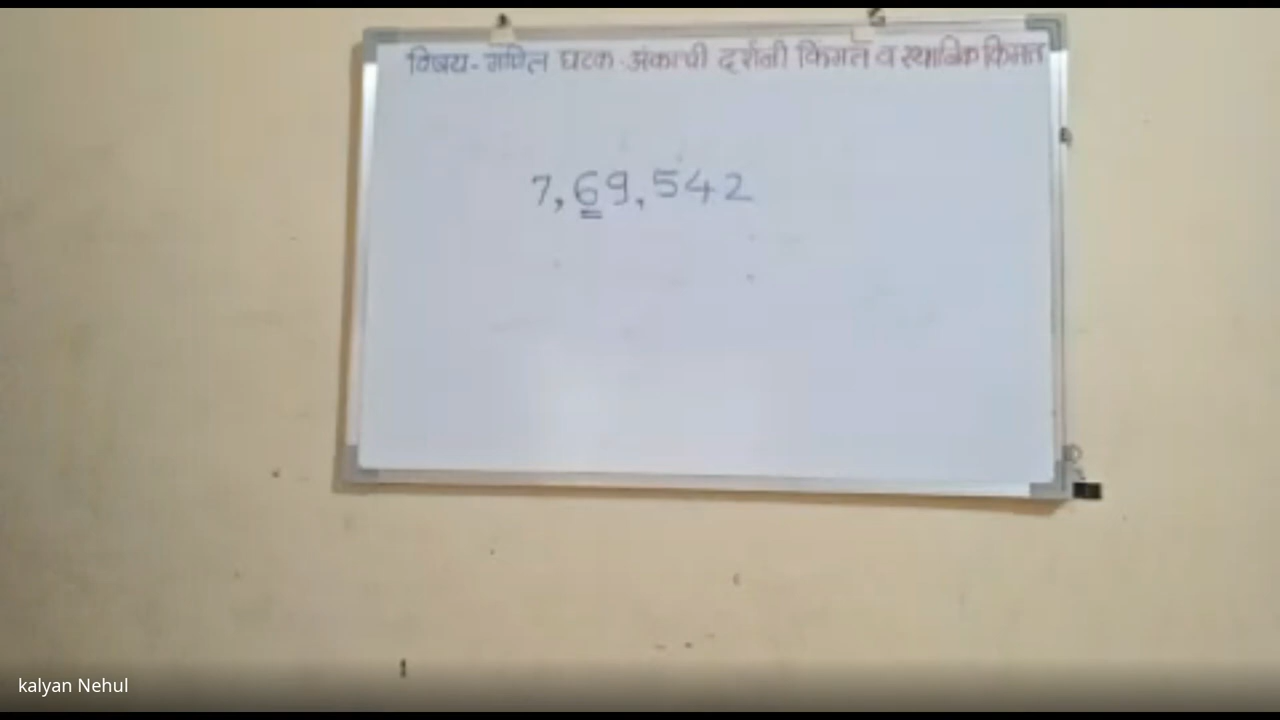 विषय- गणित घटक-अंकाची दर्शनी किंमत व स्थानिक किंमत
7,69,542
kalyan Nehul